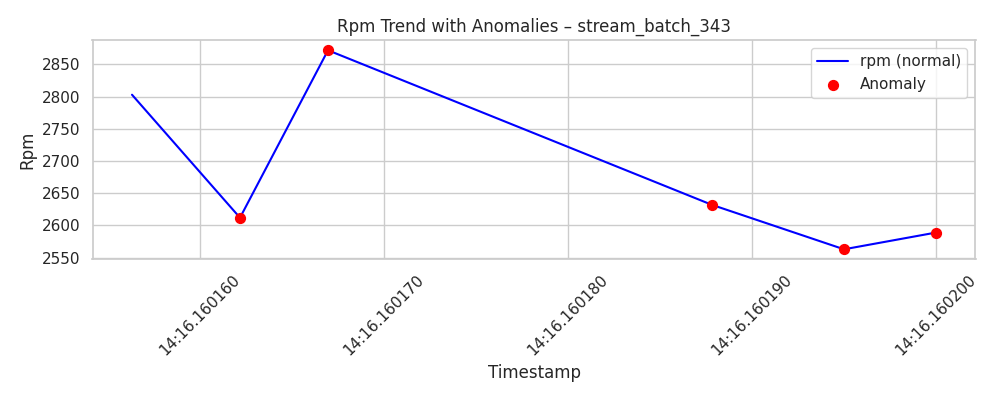 Rpm Trend with Anomalies – stream_batch_343
rpm (normal)
Anomaly
Rpm
2850
2800
2750
2700
2650
2600
2550
14:16.160160
14:16.160170
14:16.160180
14:16.160190
14:16.160200
Timestamp